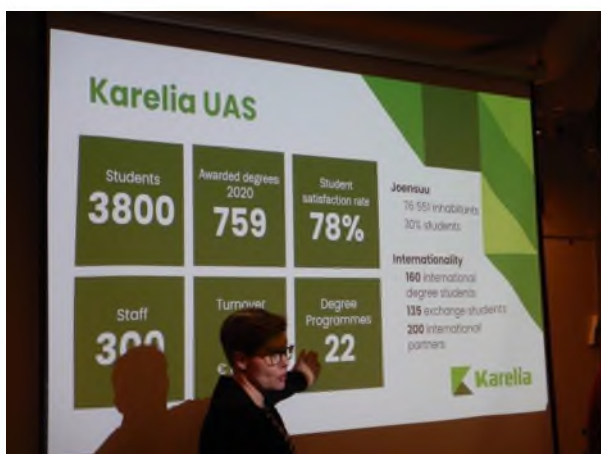 Karelia UAS
Students
3800
Awarded degrees
2020
759
Student
satisfaction rate
78%
Staff
300
Turnover
Degree
Programmes
22
Joensuu
76 551 inhabitants
30% students
Internationality
160 international
degree students
135 exchange students
200 international
partners
Karelia